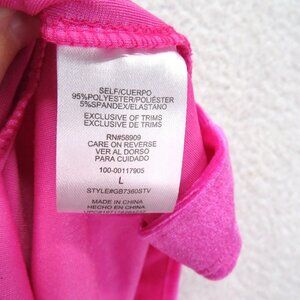 SELF/CUERPO
95%POLYESTER/POLIÉSTER
5%SPANDEX/ELASTANO
EXCLUSIVE OF TRIMS
EXCLUSIVE DE TRIMS
RN#58909
CARE ON REVERSE
VER AL DORSO
PARA CUIDADO
100-00117905
L
STYLE#GB7360STV
MADE IN CHINA
HECHO EN CHINA